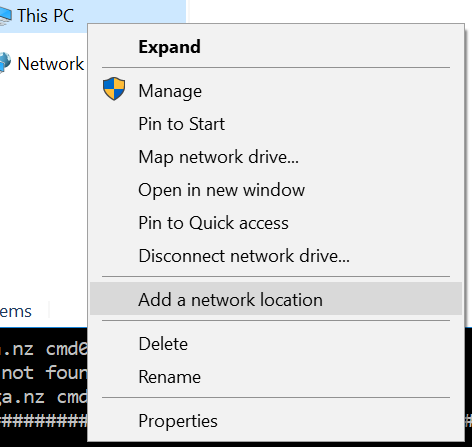 This PC
Network
Expand
Manage
Pin to Start
Map network drive...
Open in new window
Pin to Quick access
Disconnect network drive...
Add a network location
Delete
Rename
Properties
ems
.nz cmd
not foun
ga.nz cmd